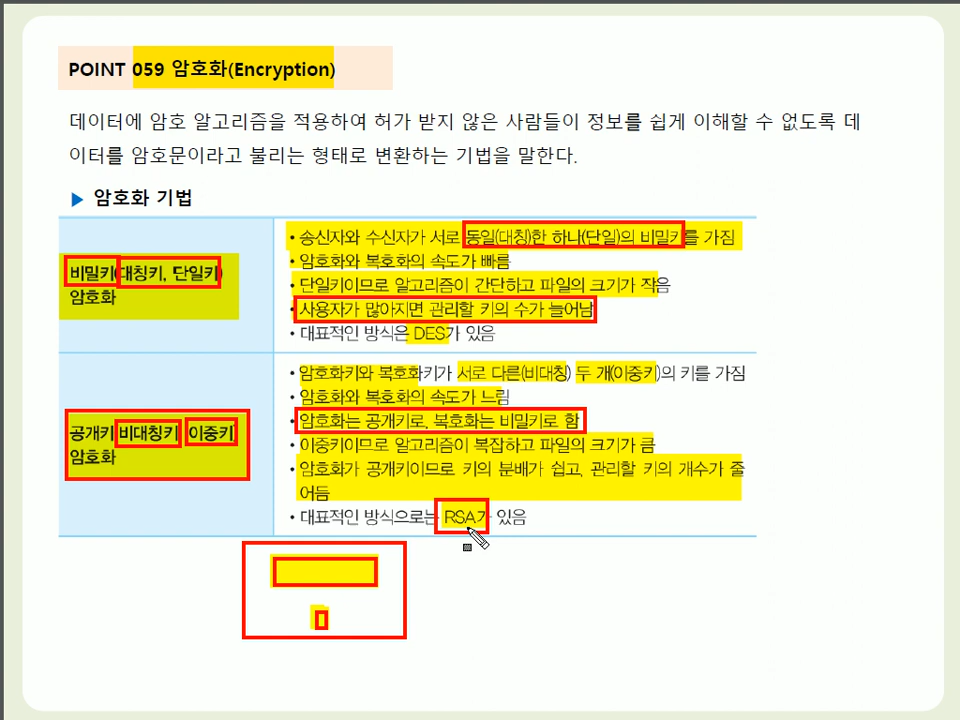 POINT 059 암호화(Encryption)
데이터에 암호 알고리즘을 적용하여 허가 받지 않은 사람들이 정보를 쉽게 이해할 수 없도록 데
이터를 암호문이라고 불리는 형태로 변환하는 기법을 말한다.
▶ 암호화 기법
비밀키(대칭키, 단일키)
암호화
• 송신자와 수신자가 서로 동일(대칭)한 하나(단일)의 비밀키를 가짐
• 암호화와 복호화의 속도가 빠름
• 단일키이므로 알고리즘이 간단하고 파일의 크기가 작음
• 사용자가 많아지면 관리할 키의 수가 늘어남
• 대표적인 방식은 DES가 있음
공개키(비대칭키, 이중키)
암호화
• 암호화키와 복호화키가 서로 다른(비대칭) 두 개(이중키)의 키를 가짐
• 암호화와 복호화의 속도가 느림
• 암호화는 공개키로, 복호화는 비밀키로 함
• 이중키이므로 알고리즘이 복잡하고 파일의 크기가 큼
• 암호화가 공개키이므로 키의 분배가 쉽고, 관리할 키의 개수가 줄
어듬
• 대표적인 방식으로는 RSA가 있음